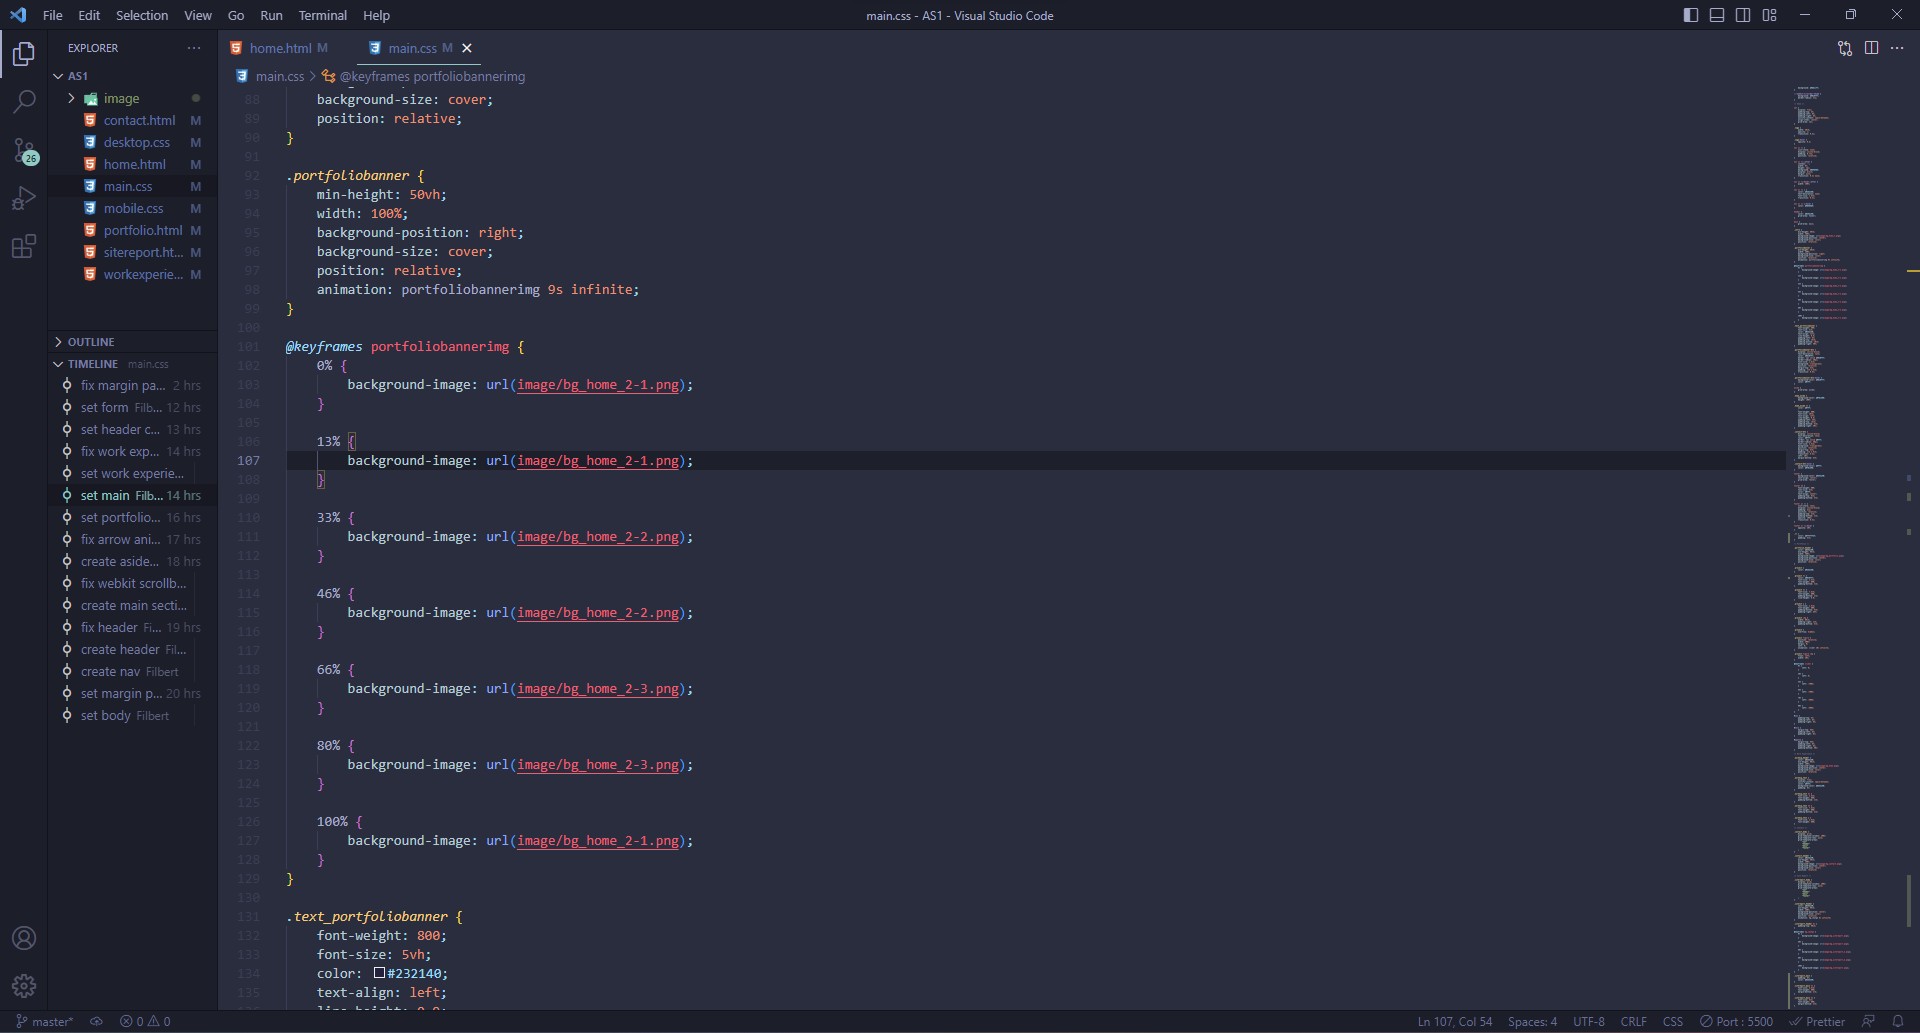 File Edit Selection View Go Run Terminal Help
main.css - AS1 - Visual Studio Code
EXPLORER
AS1
image
contact.html M
desktop.css M
home.html M
main.css M
mobile.css M
portfolio.html M
sitereport.ht... M
workexperie... M
26
OUTLINE
TIMELINE main.css
fix margin pa... 2 hrs
set form Filb... 12 hrs
set header c... 13 hrs
fix work exp... 14 hrs
set work experie...
set main Filb... 14 hrs
set portfolio... 16 hrs
fix arrow ani... 17 hrs
create aside... 18 hrs
fix webkit scrollb...
create main secti...
fix header Fi... 19 hrs
create header Fil...
create nav Filbert
set margin p... 20 hrs
set body Filbert
home.html M
main.css M
main.css > @keyframes portfoliobannerimg
88 background-size: cover;
89 position: relative;
90 }
91
92 .portfoliobanner {
93 min-height: 50vh;
94 width: 100%;
95 background-position: right;
96 background-size: cover;
97 position: relative;
98 animation: portfoliobannerimg 9s infinite;
99 }
100
101 @keyframes portfoliobannerimg {
102 0% {
103 background-image: url(image/bg_home_2-1.png);
104 }
105
106 13% {
107 background-image: url(image/bg_home_2-1.png);
108 }
109
110 33% {
111 background-image: url(image/bg_home_2-2.png);
112 }
113
114 46% {
115 background-image: url(image/bg_home_2-2.png);
116 }
117
118 66% {
119 background-image: url(image/bg_home_2-3.png);
120 }
121
122 80% {
123 background-image: url(image/bg_home_2-3.png);
124 }
125
126 100% {
127 background-image: url(image/bg_home_2-1.png);
128 }
129 }
130
131 .text_portfoliobanner {
132 font-weight: 800;
133 font-size: 5vh;
134 color: #232140;
135 text-align: left;
master* 0 0
Ln 107, Col 54 Spaces: 4 UTF-8 CRLF CSS Port : 5500 Prettier